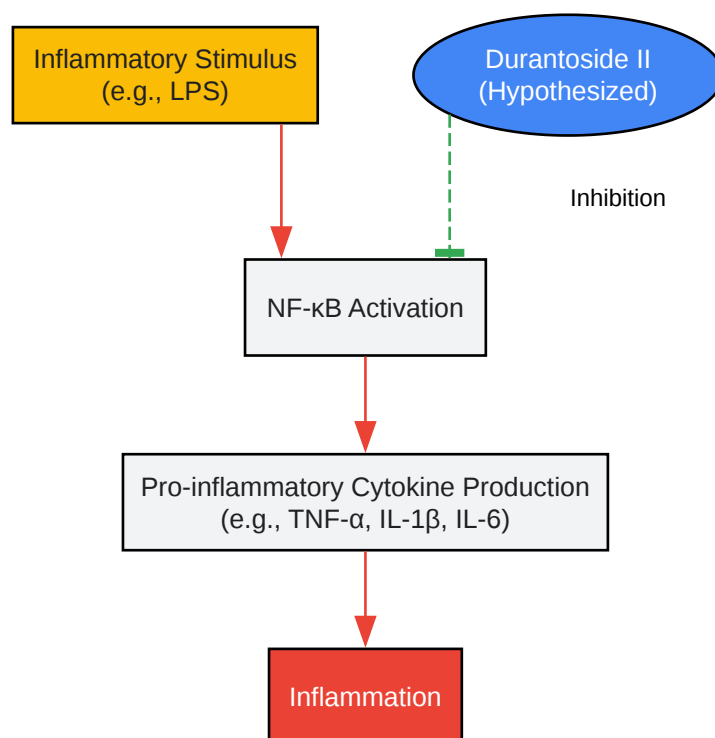 Inflammatory Stimulus
(e.g., LPS)
Durantoside II
(Hypothesized)
Inhibition
NF-κB Activation
Pro-inflammatory Cytokine Production
(e.g., TNF-α, IL-1β, IL-6)
Inflammation